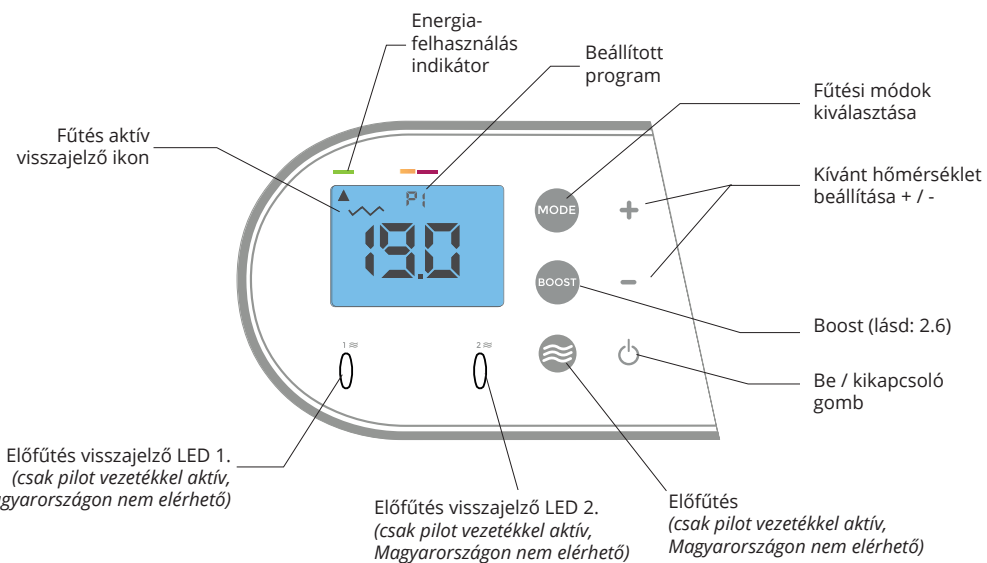 Energia-
felhasználás
indikátor
Beállított
program
Fűtési módok
kiválasztása
Fűtés aktív
visszajelző ikon
Kívánt hőmérséklet
beállítása + / -
P1
MODE
+
19.0
BOOST
-
Boost (lásd: 2.6)
1
2
Be / kikapcsoló
gomb
Előfűtés visszajelző LED 1.
(csak pilot vezetékkel aktív,
agyarországon nem elérhető)
Előfűtés visszajelző LED 2.
(csak pilot vezetékkel aktív,
Magyarországon nem elérhető)
Előfűtés
(csak pilot vezetékkel aktív,
Magyarországon nem elérhető)